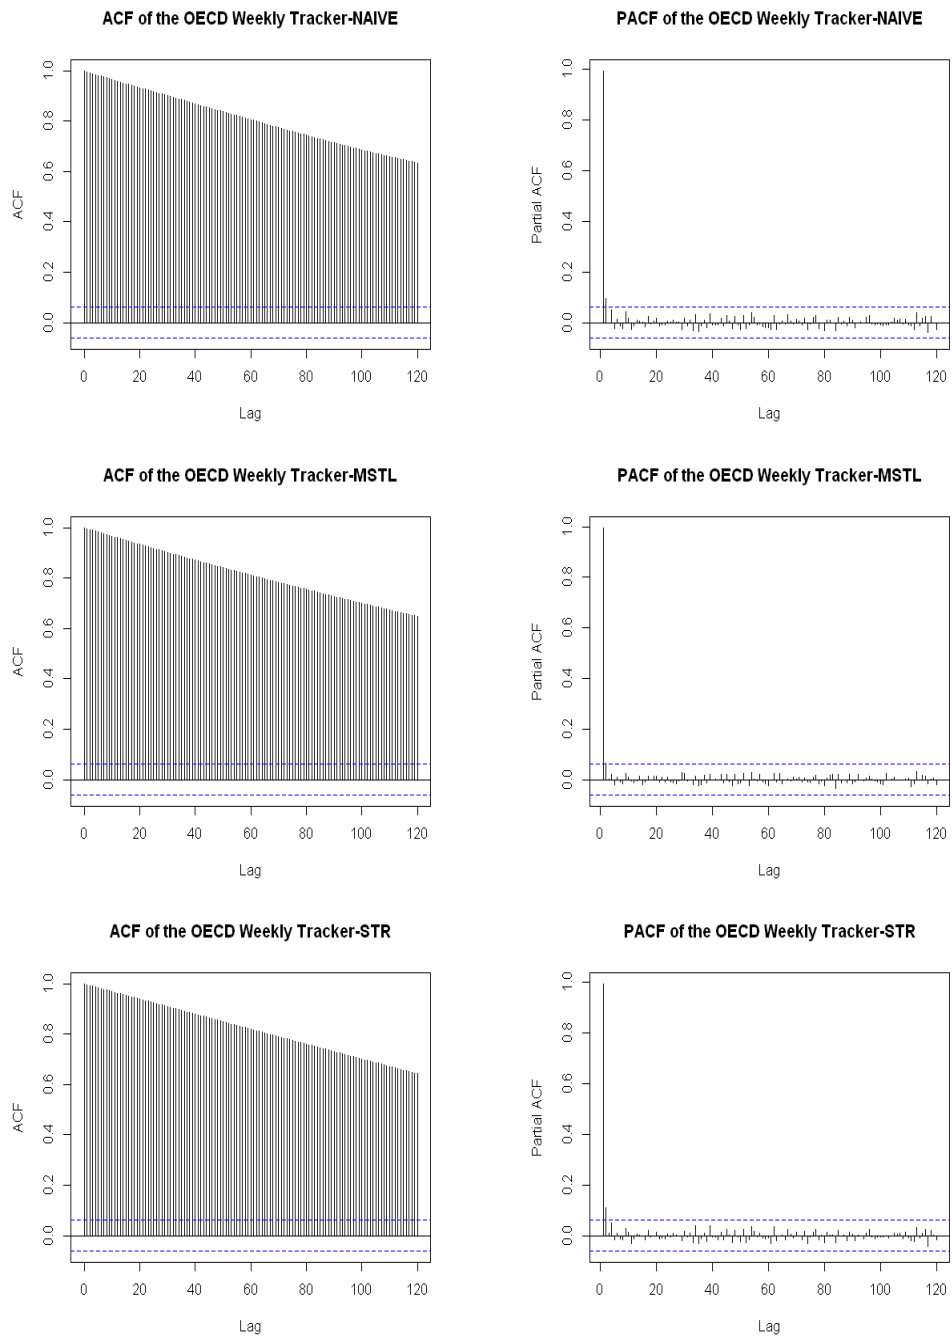 ACF of the OECD Weekly Tracker-NAIVE
ACF
0.0 0.2 0.4 0.6 0.8 1.0
0 20 40 60 80 100 120
Lag
PACF of the OECD Weekly Tracker-NAIVE
Partial ACF
0.0 0.2 0.4 0.6 0.8 1.0
0 20 40 60 80 100 120
Lag
ACF of the OECD Weekly Tracker-MSTL
ACF
0.0 0.2 0.4 0.6 0.8 1.0
0 20 40 60 80 100 120
Lag
PACF of the OECD Weekly Tracker-MSTL
Partial ACF
0.0 0.2 0.4 0.6 0.8 1.0
0 20 40 60 80 100 120
Lag
ACF of the OECD Weekly Tracker-STR
ACF
0.0 0.2 0.4 0.6 0.8 1.0
0 20 40 60 80 100 120
Lag
PACF of the OECD Weekly Tracker-STR
Partial ACF
0.0 0.2 0.4 0.6 0.8 1.0
0 20 40 60 80 100 120
Lag